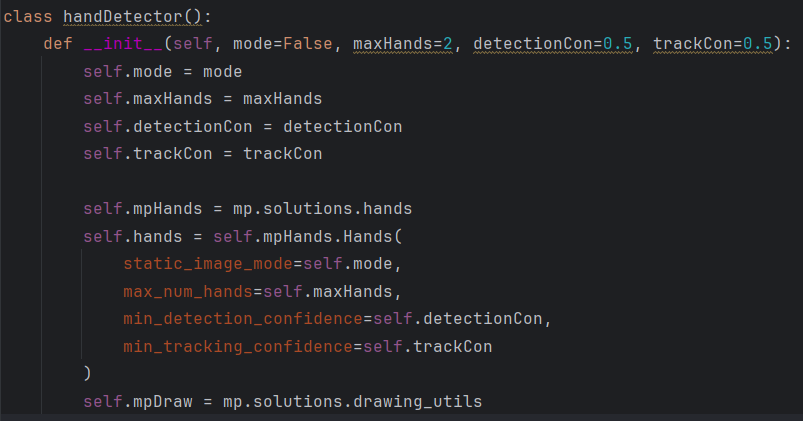 class handDetector():
    def __init__(self, mode=False, maxHands=2, detectionCon=0.5, trackCon=0.5):
        self.mode = mode
        self.maxHands = maxHands
        self.detectionCon = detectionCon
        self.trackCon = trackCon

        self.mpHands = mp.solutions.hands
        self.hands = self.mpHands.Hands(
            static_image_mode=self.mode,
            max_num_hands=self.maxHands,
            min_detection_confidence=self.detectionCon,
            min_tracking_confidence=self.trackCon
        )
        self.mpDraw = mp.solutions.drawing_utils